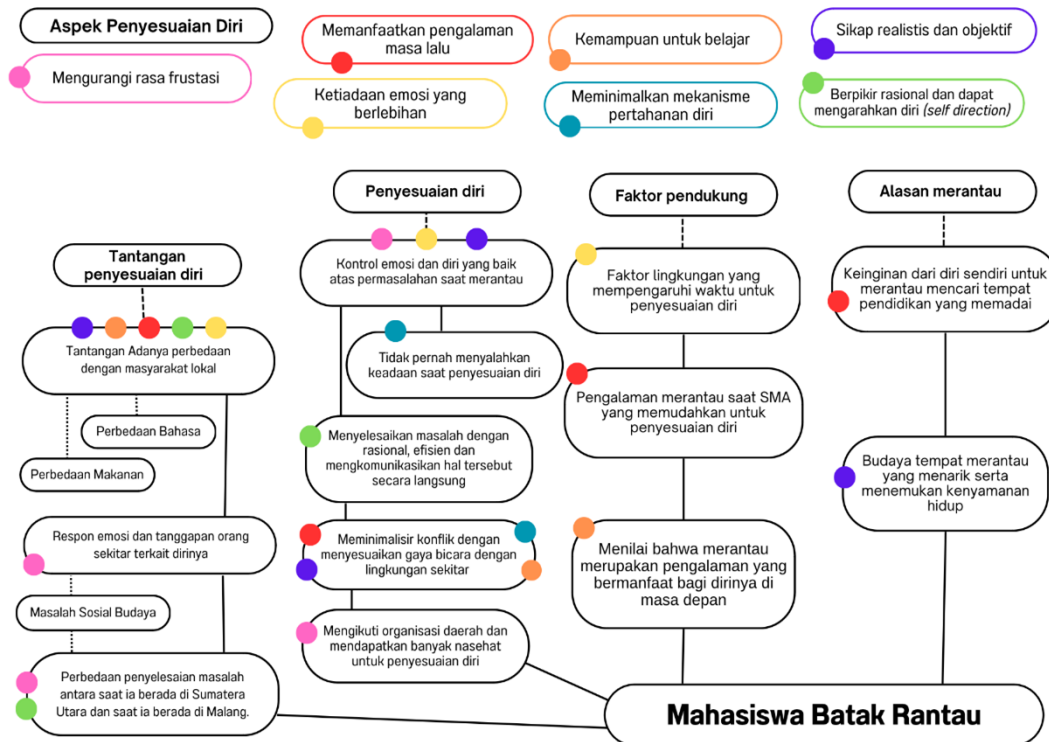 Aspek Penyesuaian Diri
Mengurangi rasa frustasi
Memanfaatkan pengalaman
masa lalu
Ketiadaan emosi yang
berlebihan
Kemampuan untuk belajar
Meminimalkan mekanisme
pertahanan diri
Sikap realistis dan objektif
Berpikir rasional dan dapat
mengarahkan diri (self direction)
Tantangan
penyesuaian diri
Tantangan Adanya perbedaan
dengan masyarakat lokal
Perbedaan Bahasa
Perbedaan Makanan
Respon emosi dan tanggapan orang
sekitar terkait dirinya
Masalah Sosial Budaya
Perbedaan penyelesaian masalah
antara saat ia berada di Sumatera
Utara dan saat ia berada di Malang.
Penyesuaian diri
Kontrol emosi dan diri yang baik
atas permasalahan saat merantau
Tidak pernah menyalahkan
keadaan saat penyesuaian diri
Menyelesaikan masalah dengan
rasional, efisien dan
mengkomunikasikan hal tersebut
secara langsung
Meminimalisir konflik dengan
menyesuaikan gaya bicara dengan
lingkungan sekitar
Mengikuti organisasi daerah dan
mendapatkan banyak nasehat
untuk penyesuaian diri
Faktor pendukung
Faktor lingkungan yang
mempengaruhi waktu untuk
penyesuaian diri
Pengalaman merantau saat SMA
yang memudahkan untuk
penyesuaian diri
Menilai bahwa merantau
merupakan pengalaman yang
bermanfaat bagi dirinya di
masa depan
Alasan merantau
Keinginan dari diri sendiri untuk
merantau mencari tempat
pendidikan yang memadai
Budaya tempat merantau
yang menarik serta
menemukan kenyamanan
hidup
Mahasiswa Batak Rantau